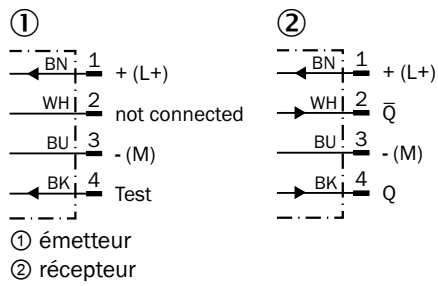 ①
BN 1 + (L+)
WH 2 not connected
BU 3 - (M)
BK 4 Test
②
BN 1 + (L+)
WH 2 Q̅
BU 3 - (M)
BK 4 Q
① émetteur
② récepteur